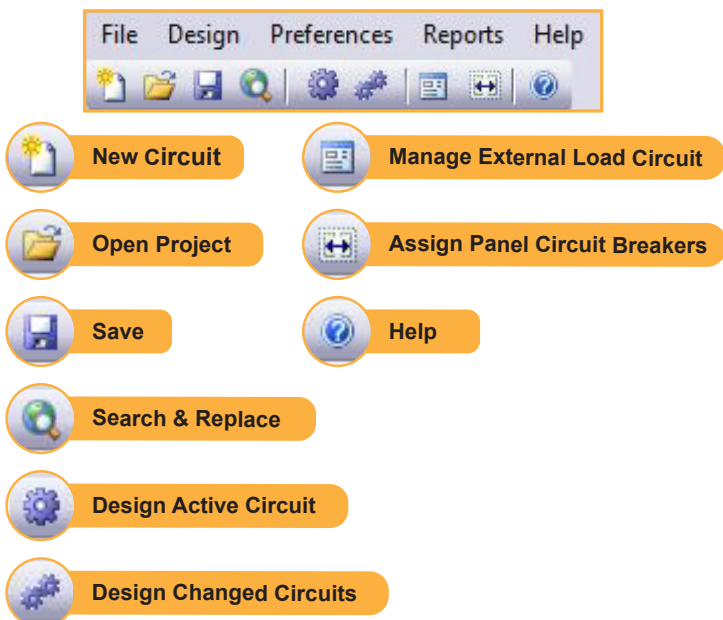 File Design Preferences Reports Help
New Circuit
Manage External Load Circuit
Open Project
Assign Panel Circuit Breakers
Save
Help
Search & Replace
Design Active Circuit
Design Changed Circuits